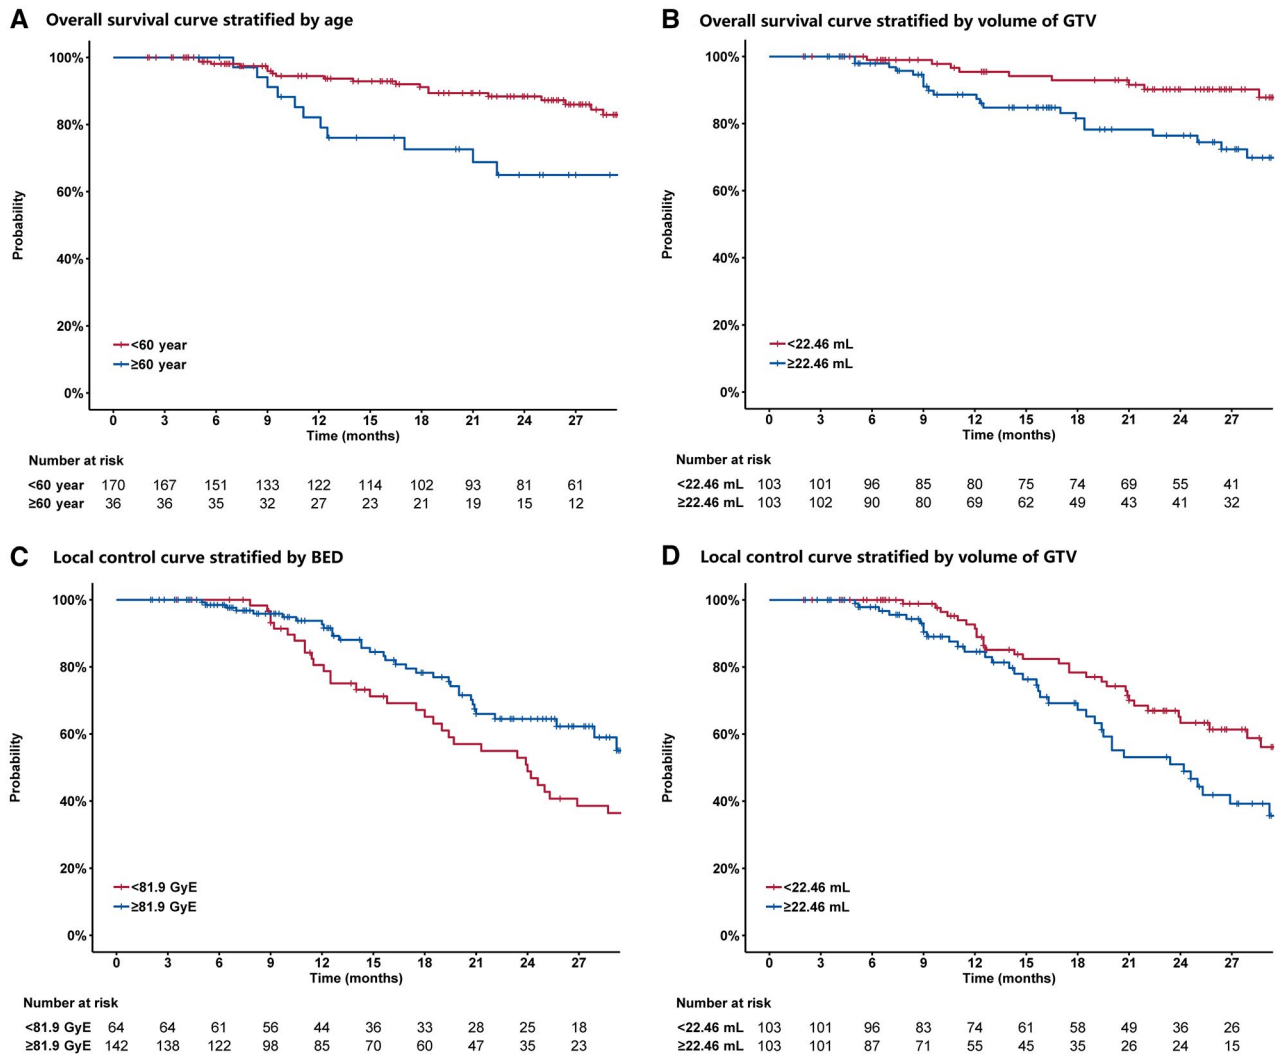 A Overall survival curve stratified by age
100%
80%
60%
40%
20%
0%
Probability
<60 year
≥60 year
0 3 6 9 12 15 18 21 24 27
Time (months)
Number at risk
<60 year 170 167 151 133 122 114 102 93 81 61
≥60 year 36 36 35 32 27 23 21 19 15 12
B Overall survival curve stratified by volume of GTV
100%
80%
60%
40%
20%
0%
Probability
<22.46 mL
≥22.46 mL
0 3 6 9 12 15 18 21 24 27
Time (months)
Number at risk
<22.46 mL 103 101 96 85 80 75 74 69 55 41
≥22.46 mL 103 102 90 80 69 62 49 43 41 32
C Local control curve stratified by BED
100%
80%
60%
40%
20%
0%
Probability
<81.9 GyE
≥81.9 GyE
0 3 6 9 12 15 18 21 24 27
Time (months)
Number at risk
<81.9 GyE 64 64 61 56 44 36 33 28 25 18
≥81.9 GyE 142 138 122 98 85 70 60 47 35 23
D Local control curve stratified by volume of GTV
100%
80%
60%
40%
20%
0%
Probability
<22.46 mL
≥22.46 mL
0 3 6 9 12 15 18 21 24 27
Time (months)
Number at risk
<22.46 mL 103 101 96 83 74 61 58 49 36 26
≥22.46 mL 103 101 87 71 55 45 35 26 24 15